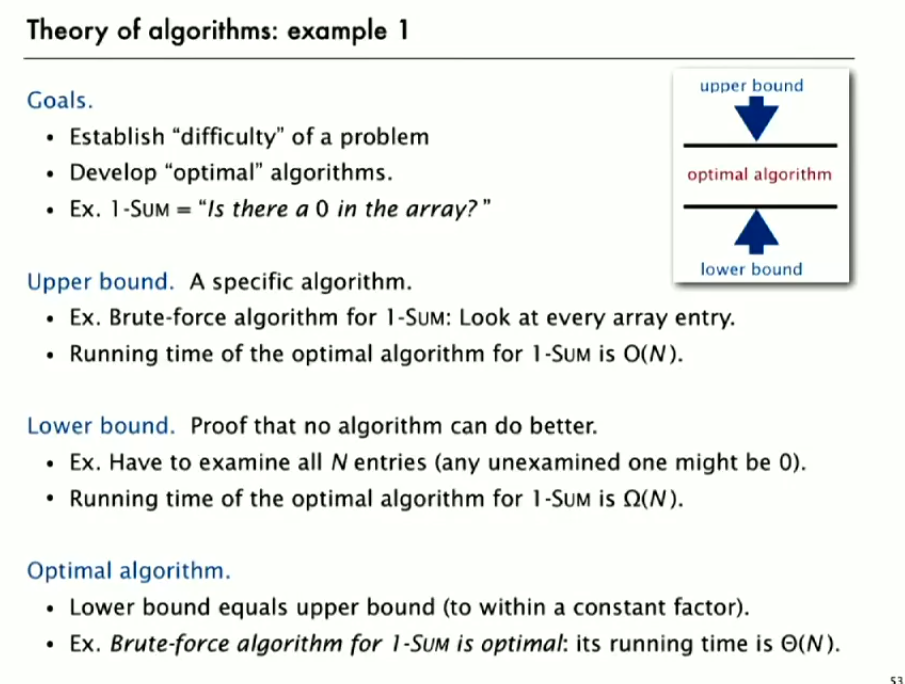 Theory of algorithms: example 1
Goals.
• Establish “difficulty” of a problem
• Develop “optimal” algorithms.
• Ex. 1-SUM = “Is there a 0 in the array? ”
upper bound
optimal algorithm
lower bound
Upper bound. A specific algorithm.
• Ex. Brute-force algorithm for 1-SUM: Look at every array entry.
• Running time of the optimal algorithm for 1-SUM is O(N).
Lower bound. Proof that no algorithm can do better.
• Ex. Have to examine all N entries (any unexamined one might be 0).
• Running time of the optimal algorithm for 1-SUM is Ω(N).
Optimal algorithm.
• Lower bound equals upper bound (to within a constant factor).
• Ex. Brute-force algorithm for 1-SUM is optimal: its running time is Θ(N).
53